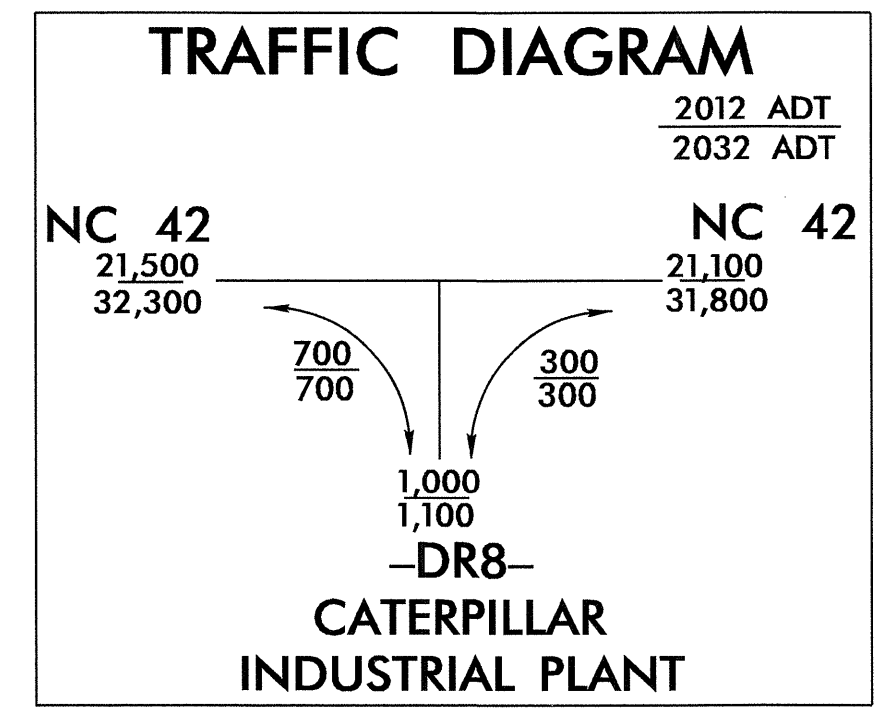 TRAFFIC DIAGRAM
2012 ADT
2032 ADT
NC 42
21,500
32,300
NC 42
21,100
31,800
700
700
300
300
1,000
1,100
–DR8–
CATERPILLAR
INDUSTRIAL PLANT